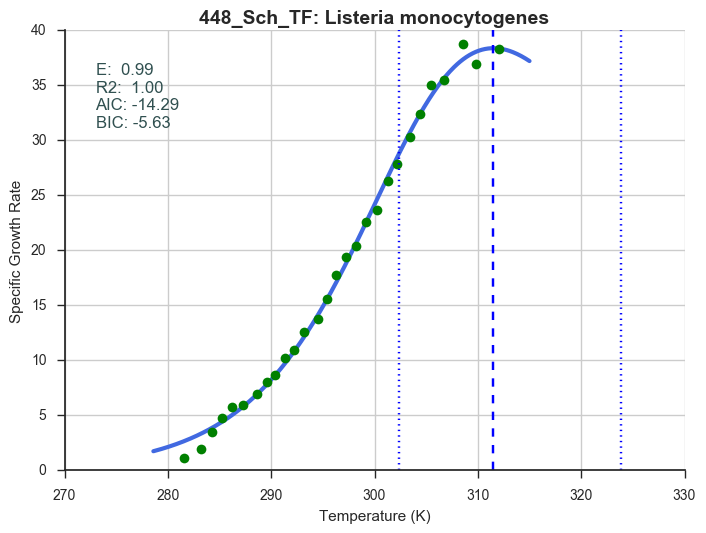 448_Sch_TF: Listeria monocytogenes
E:  0.99
R2:  1.00
AIC: -14.29
BIC: -5.63
Specific Growth Rate
40
35
30
25
20
15
10
5
0
270 280 290 300 310 320 330
Temperature (K)